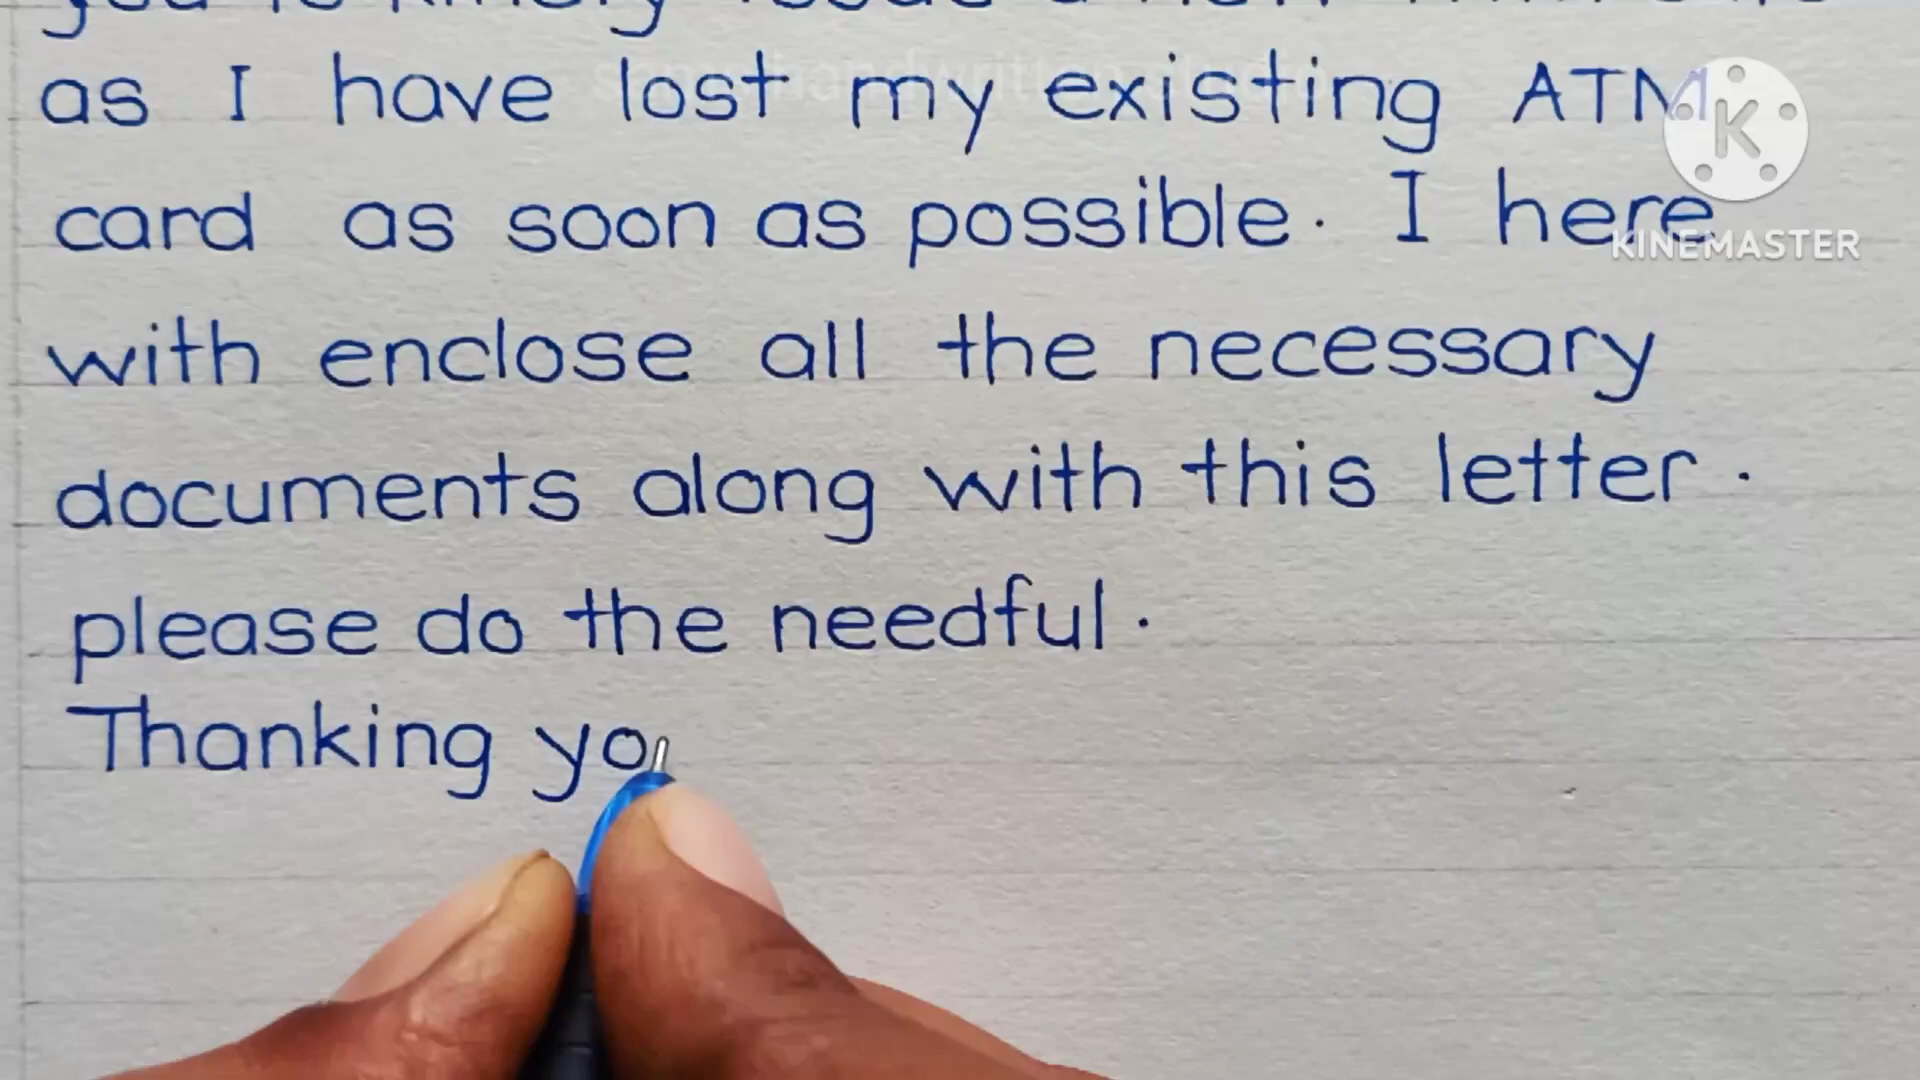 as I have lost my existing ATM
card as soon as possible. I here
with enclose all the necessary
documents along with this letter.
please do the needful.
Thanking yo
K
KINEMASTER